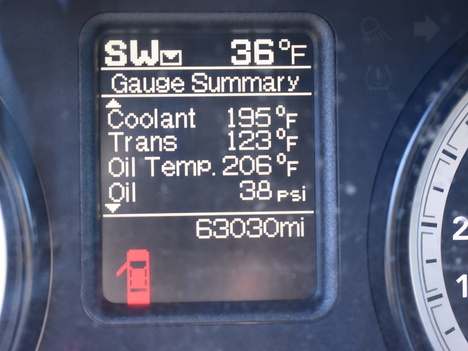 SW 36°F
Gauge Summary
Coolant 195°F
Trans 123°F
Oil Temp. 206°F
Oil 38 psi
63030mi
2
1